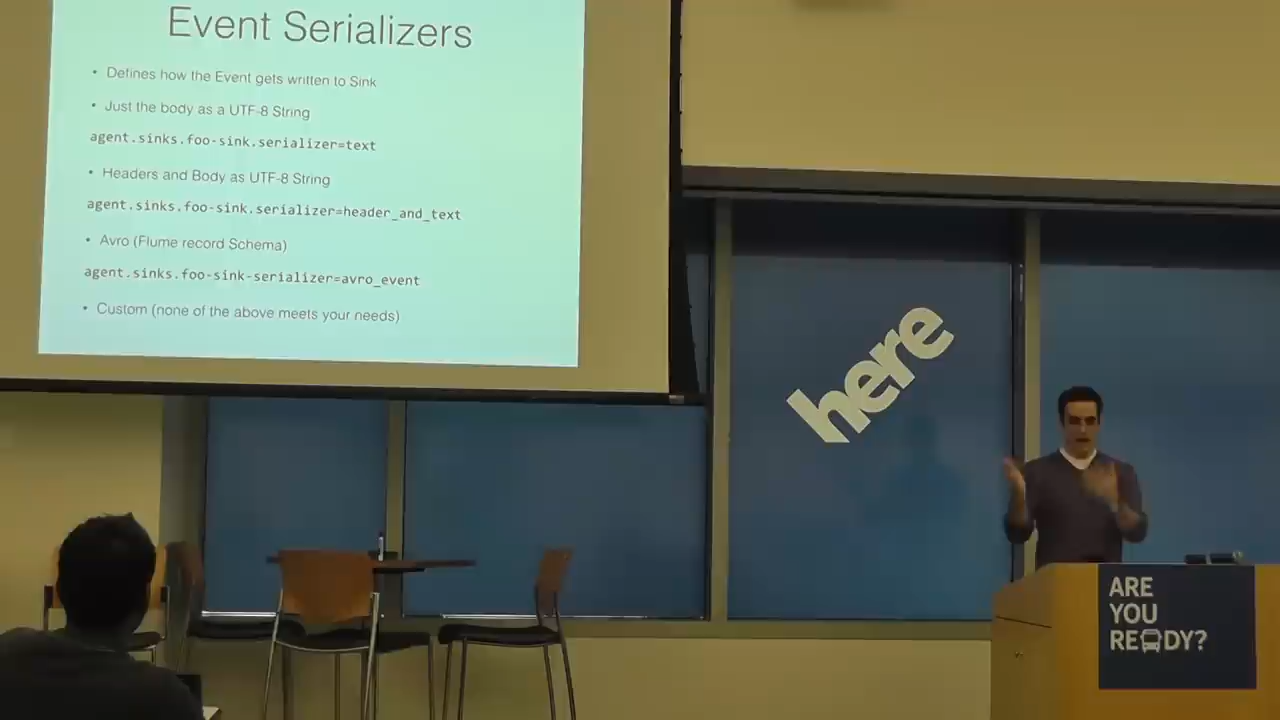 Event Serializers
• Defines how the Event gets written to Sink
• Just the body as a UTF-8 String
agent.sinks.foo-sink.serializer=text
• Headers and Body as UTF-8 String
agent.sinks.foo-sink.serializer=header_and_text
• Avro (Flume record Schema)
agent.sinks.foo-sink-serializer=avro_event
• Custom (none of the above meets your needs)
here
ARE
YOU
READY?